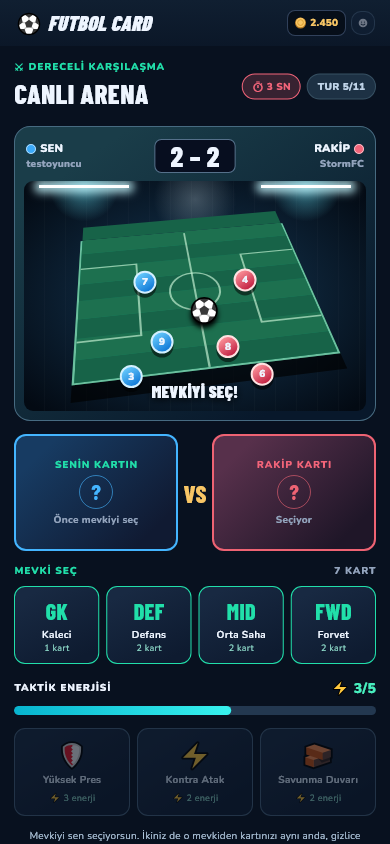 FUTBOL CARD
2.450
DERECELİ KARŞILAŞMA
CANLI ARENA
3 SN
TUR 5/11
SEN
testoyuncu
2 – 2
RAKİP
StormFC
7
4
9
8
3
6
MEVKİYİ SEÇ!
SENİN KARTIN
?
Önce mevkiyi seç
VS
RAKİP KARTI
?
Seçiyor
MEVKİ SEÇ
7 KART
GK
Kaleci
1 kart
DEF
Defans
2 kart
MID
Orta Saha
2 kart
FWD
Forvet
2 kart
TAKTİK ENERJİSİ
3/5
Yüksek Pres
3 enerji
Kontra Atak
2 enerji
Savunma Duvarı
2 enerji
Mevkiyi sen seçiyorsun. İkiniz de o mevkiden kartınızı aynı anda, gizlice